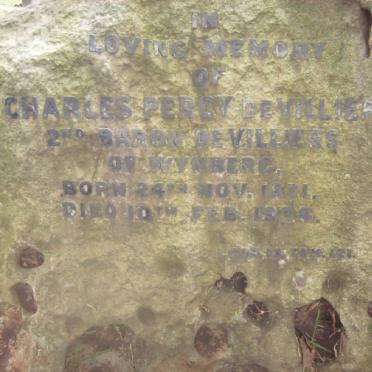 IN
LOVING MEMORY
OF
CHARLES PERCY DE VILLIER
2ND BARON DE VILLIERS
OF WYNBERG,
BORN 24TH NOV. 1871,
DIED 10TH FEB. 1934.